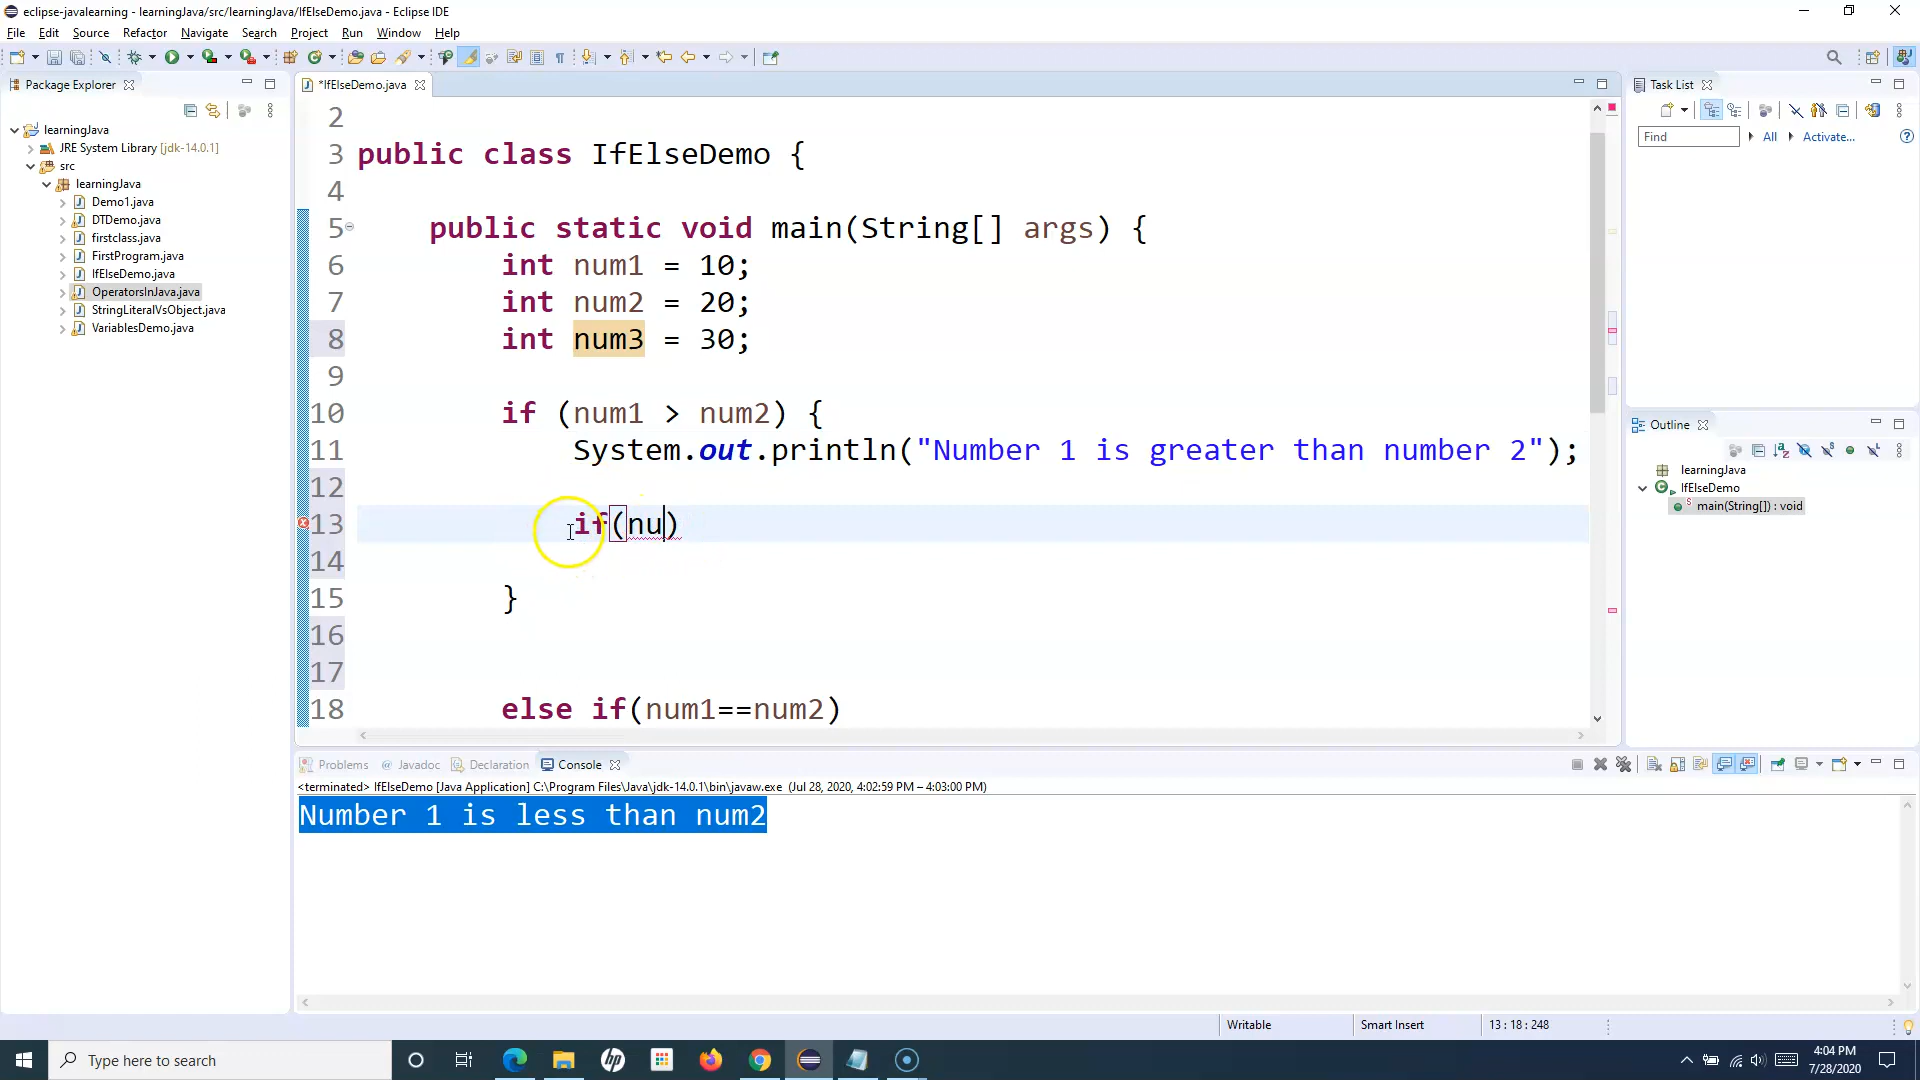 eclipse-javalearning - learningJava/src/learningJava/IfElseDemo.java - Eclipse IDE
File Edit Source Refactor Navigate Search Project Run Window Help
Package Explorer
learningJava
JRE System Library [jdk-14.0.1]
src
learningJava
Demo1.java
DTDemo.java
firstclass.java
FirstProgram.java
IfElseDemo.java
OperatorsInJava.java
StringLiteralVsObject.java
VariablesDemo.java
*IfElseDemo.java
2
3 public class IfElseDemo {
4
5 public static void main(String[] args) {
6 int num1 = 10;
7 int num2 = 20;
8 int num3 = 30;
9
10 if (num1 > num2) {
11 System.out.println("Number 1 is greater than number 2");
12
13 if(nu)
14
15 }
16
17
18 else if(num1==num2)
Task List
Find All Activate...
Outline
learningJava
IfElseDemo
main(String[]) : void
Problems Javadoc Declaration Console
<terminated> IfElseDemo [Java Application] C:\Program Files\Java\jdk-14.0.1\bin\javaw.exe (Jul 28, 2020, 4:02:59 PM – 4:03:00 PM)
Number 1 is less than num2
Writable Smart Insert 13 : 18 : 248
Type here to search
4:04 PM
7/28/2020